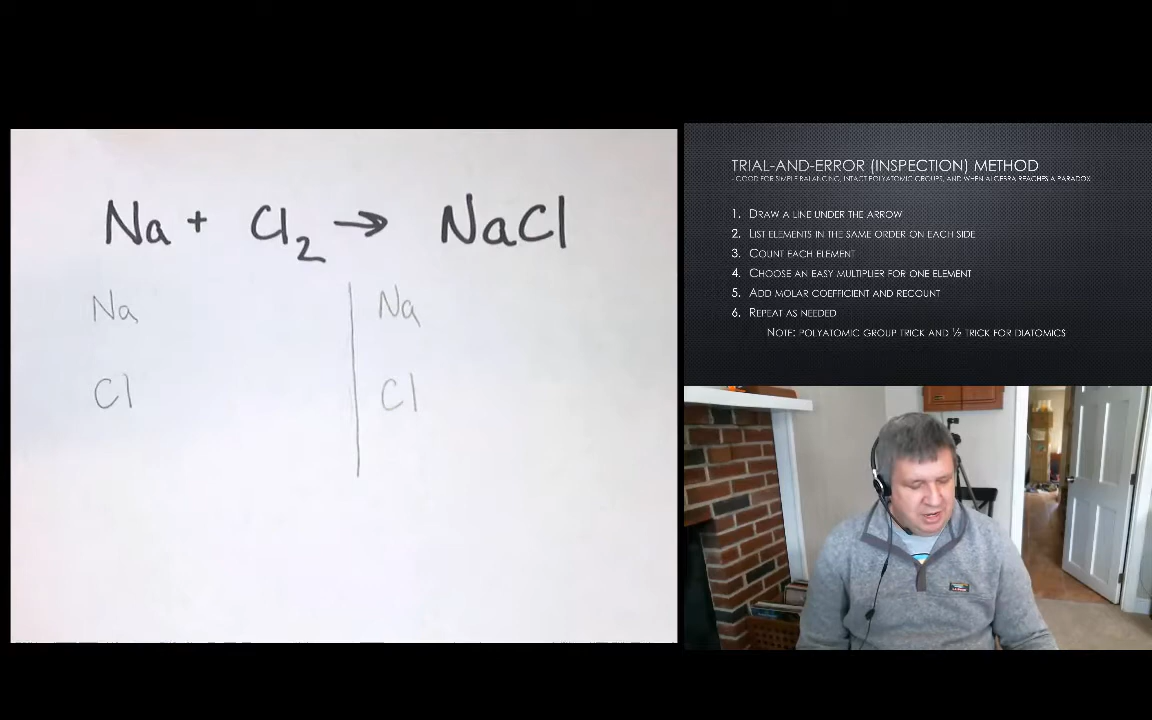 Na + Cl₂ → NaCl
Na Na
Cl Cl
TRIAL-AND-ERROR (INSPECTION) METHOD
- GOOD FOR SIMPLE BALANCING, INTACT POLYATOMIC GROUPS, AND WHEN ALGEBRA REACHES A PARADOX
1. DRAW A LINE UNDER THE ARROW
2. LIST ELEMENTS IN THE SAME ORDER ON EACH SIDE
3. COUNT EACH ELEMENT
4. CHOOSE AN EASY MULTIPLIER FOR ONE ELEMENT
5. ADD MOLAR COEFFICIENT AND RECOUNT
6. REPEAT AS NEEDED
NOTE: POLYATOMIC GROUP TRICK AND ½ TRICK FOR DIATOMICS